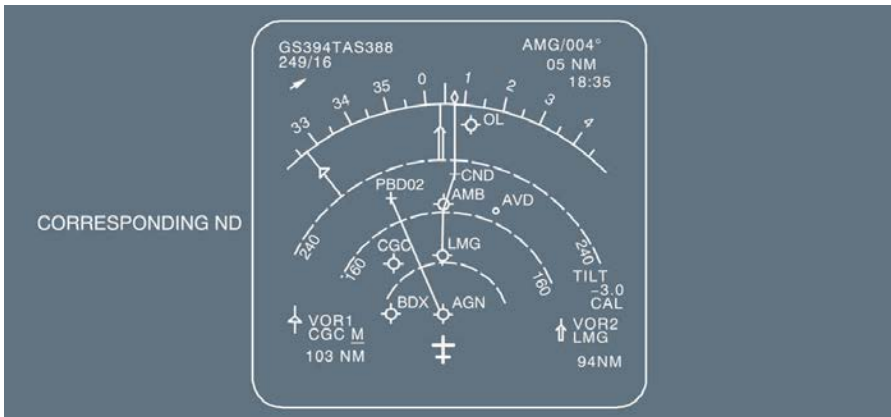 GS394TAS388
249/16
AMG/004°
05 NM
18:35
33
34
35
0
1
2
3
4
OL
PBD02
CND
AMB
AVD
CORRESPONDING ND
240
160
CGC
LMG
160
240
TILT
-3.0
CAL
BDX
AGN
VOR1
CGC M
103 NM
VOR2
LMG
94NM